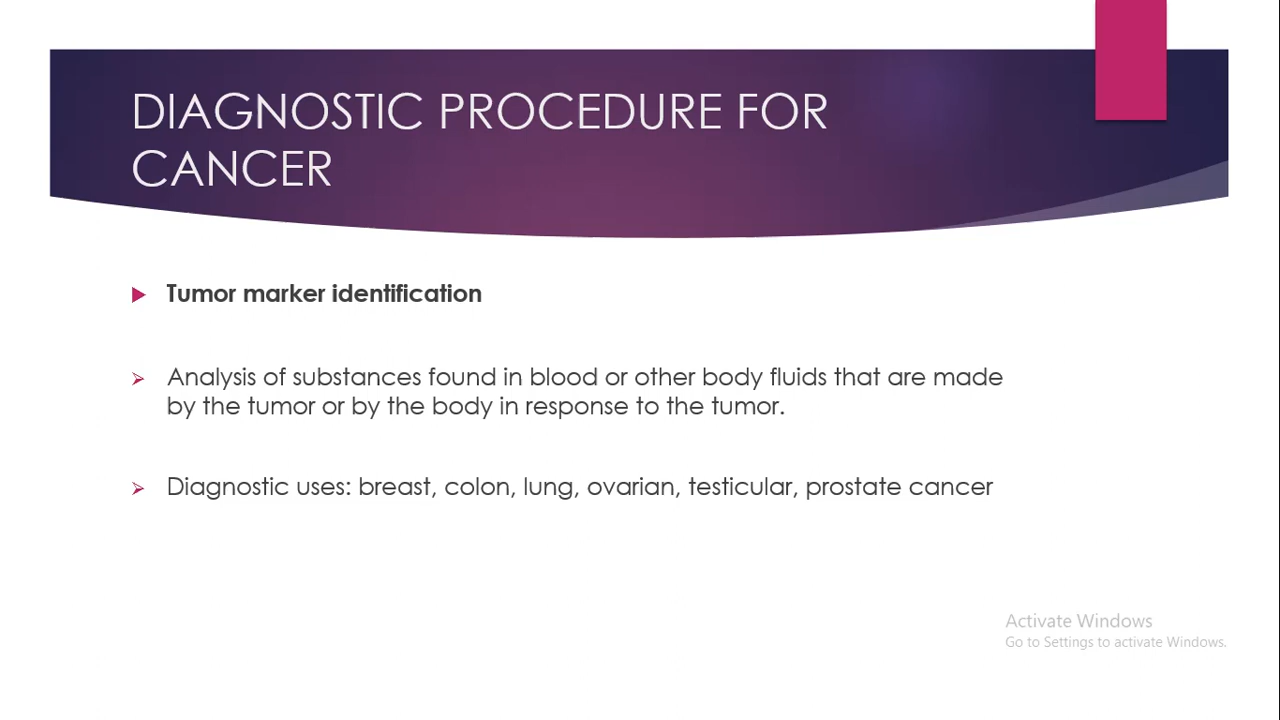 DIAGNOSTIC PROCEDURE FOR
CANCER
Tumor marker identification
Analysis of substances found in blood or other body fluids that are made
by the tumor or by the body in response to the tumor.
Diagnostic uses: breast, colon, lung, ovarian, testicular, prostate cancer
Activate Windows
Go to Settings to activate Windows.